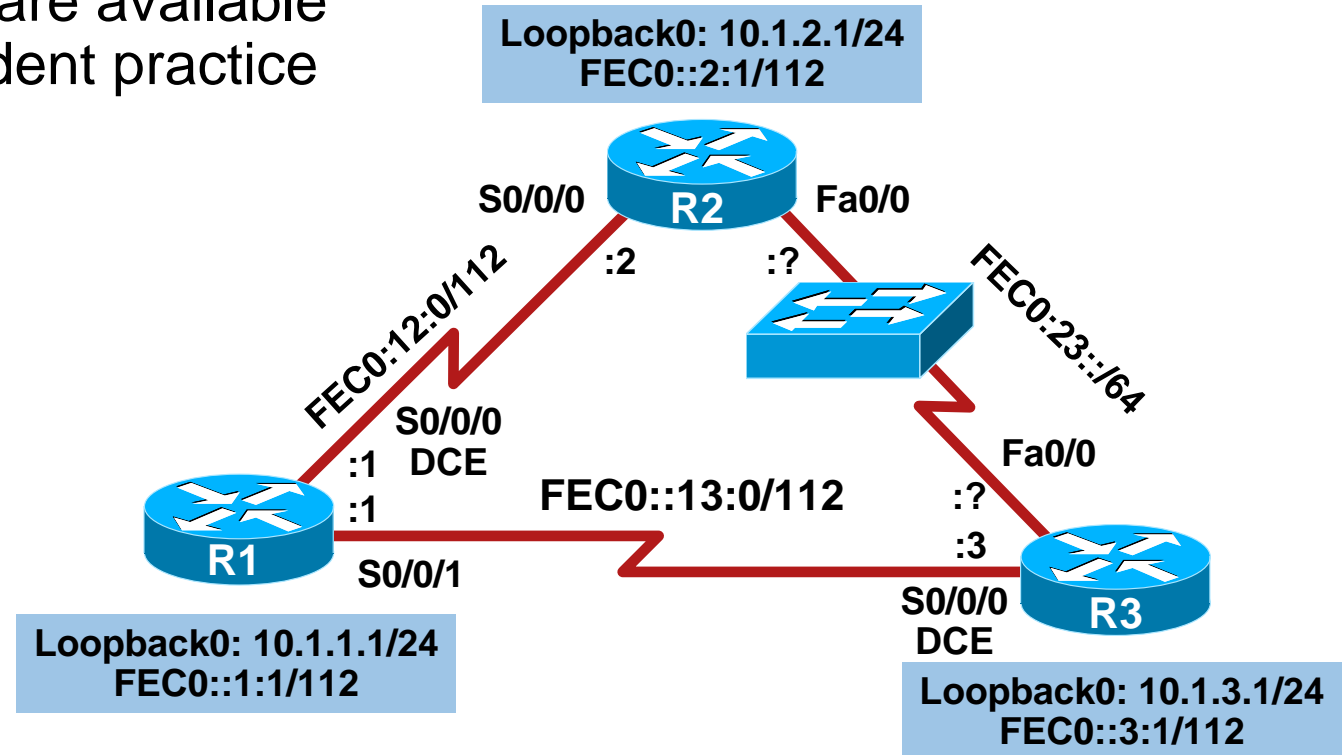 are available
dent practice
Loopback0: 10.1.2.1/24
FEC0::2:1/112
S0/0/0
R2
Fa0/0
:2
:?
FEC0:12:0/112
FEC0:23::/64
S0/0/0
DCE
:1
:1
FEC0::13:0/112
Fa0/0
:?
:3
R1
S0/0/1
S0/0/0
DCE
R3
Loopback0: 10.1.1.1/24
FEC0::1:1/112
Loopback0: 10.1.3.1/24
FEC0::3:1/112